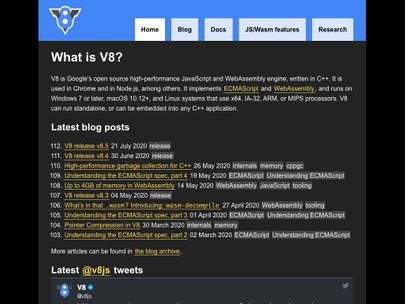 V8
Home Blog Docs JS/Wasm features Research
What is V8?
V8 is Google's open source high-performance JavaScript and WebAssembly engine, written in C++. It is
used in Chrome and in Node.js, among others. It implements ECMAScript and WebAssembly, and runs on
Windows 7 or later, macOS 10.12+, and Linux systems that use x64, IA-32, ARM, or MIPS processors. V8
can run standalone, or can be embedded into any C++ application.
Latest blog posts
112. V8 release v8.5 21 July 2020 release
111. V8 release v8.4 30 June 2020 release
110. High-performance garbage collection for C++ 26 May 2020 internals memory cppgc
109. Understanding the ECMAScript spec, part 4 19 May 2020 ECMAScript Understanding ECMAScript
108. Up to 4GB of memory in WebAssembly 14 May 2020 WebAssembly JavaScript tooling
107. V8 release v8.3 04 May 2020 release
106. What's in that .wasm? Introducing: wasm-decompile 27 April 2020 WebAssembly tooling
105. Understanding the ECMAScript spec, part 3 01 April 2020 ECMAScript Understanding ECMAScript
104. Pointer Compression in V8 30 March 2020 internals memory
103. Understanding the ECMAScript spec, part 2 02 March 2020 ECMAScript Understanding ECMAScript
More articles can be found in the blog archive.
Latest @v8js tweets
V8
@v8js